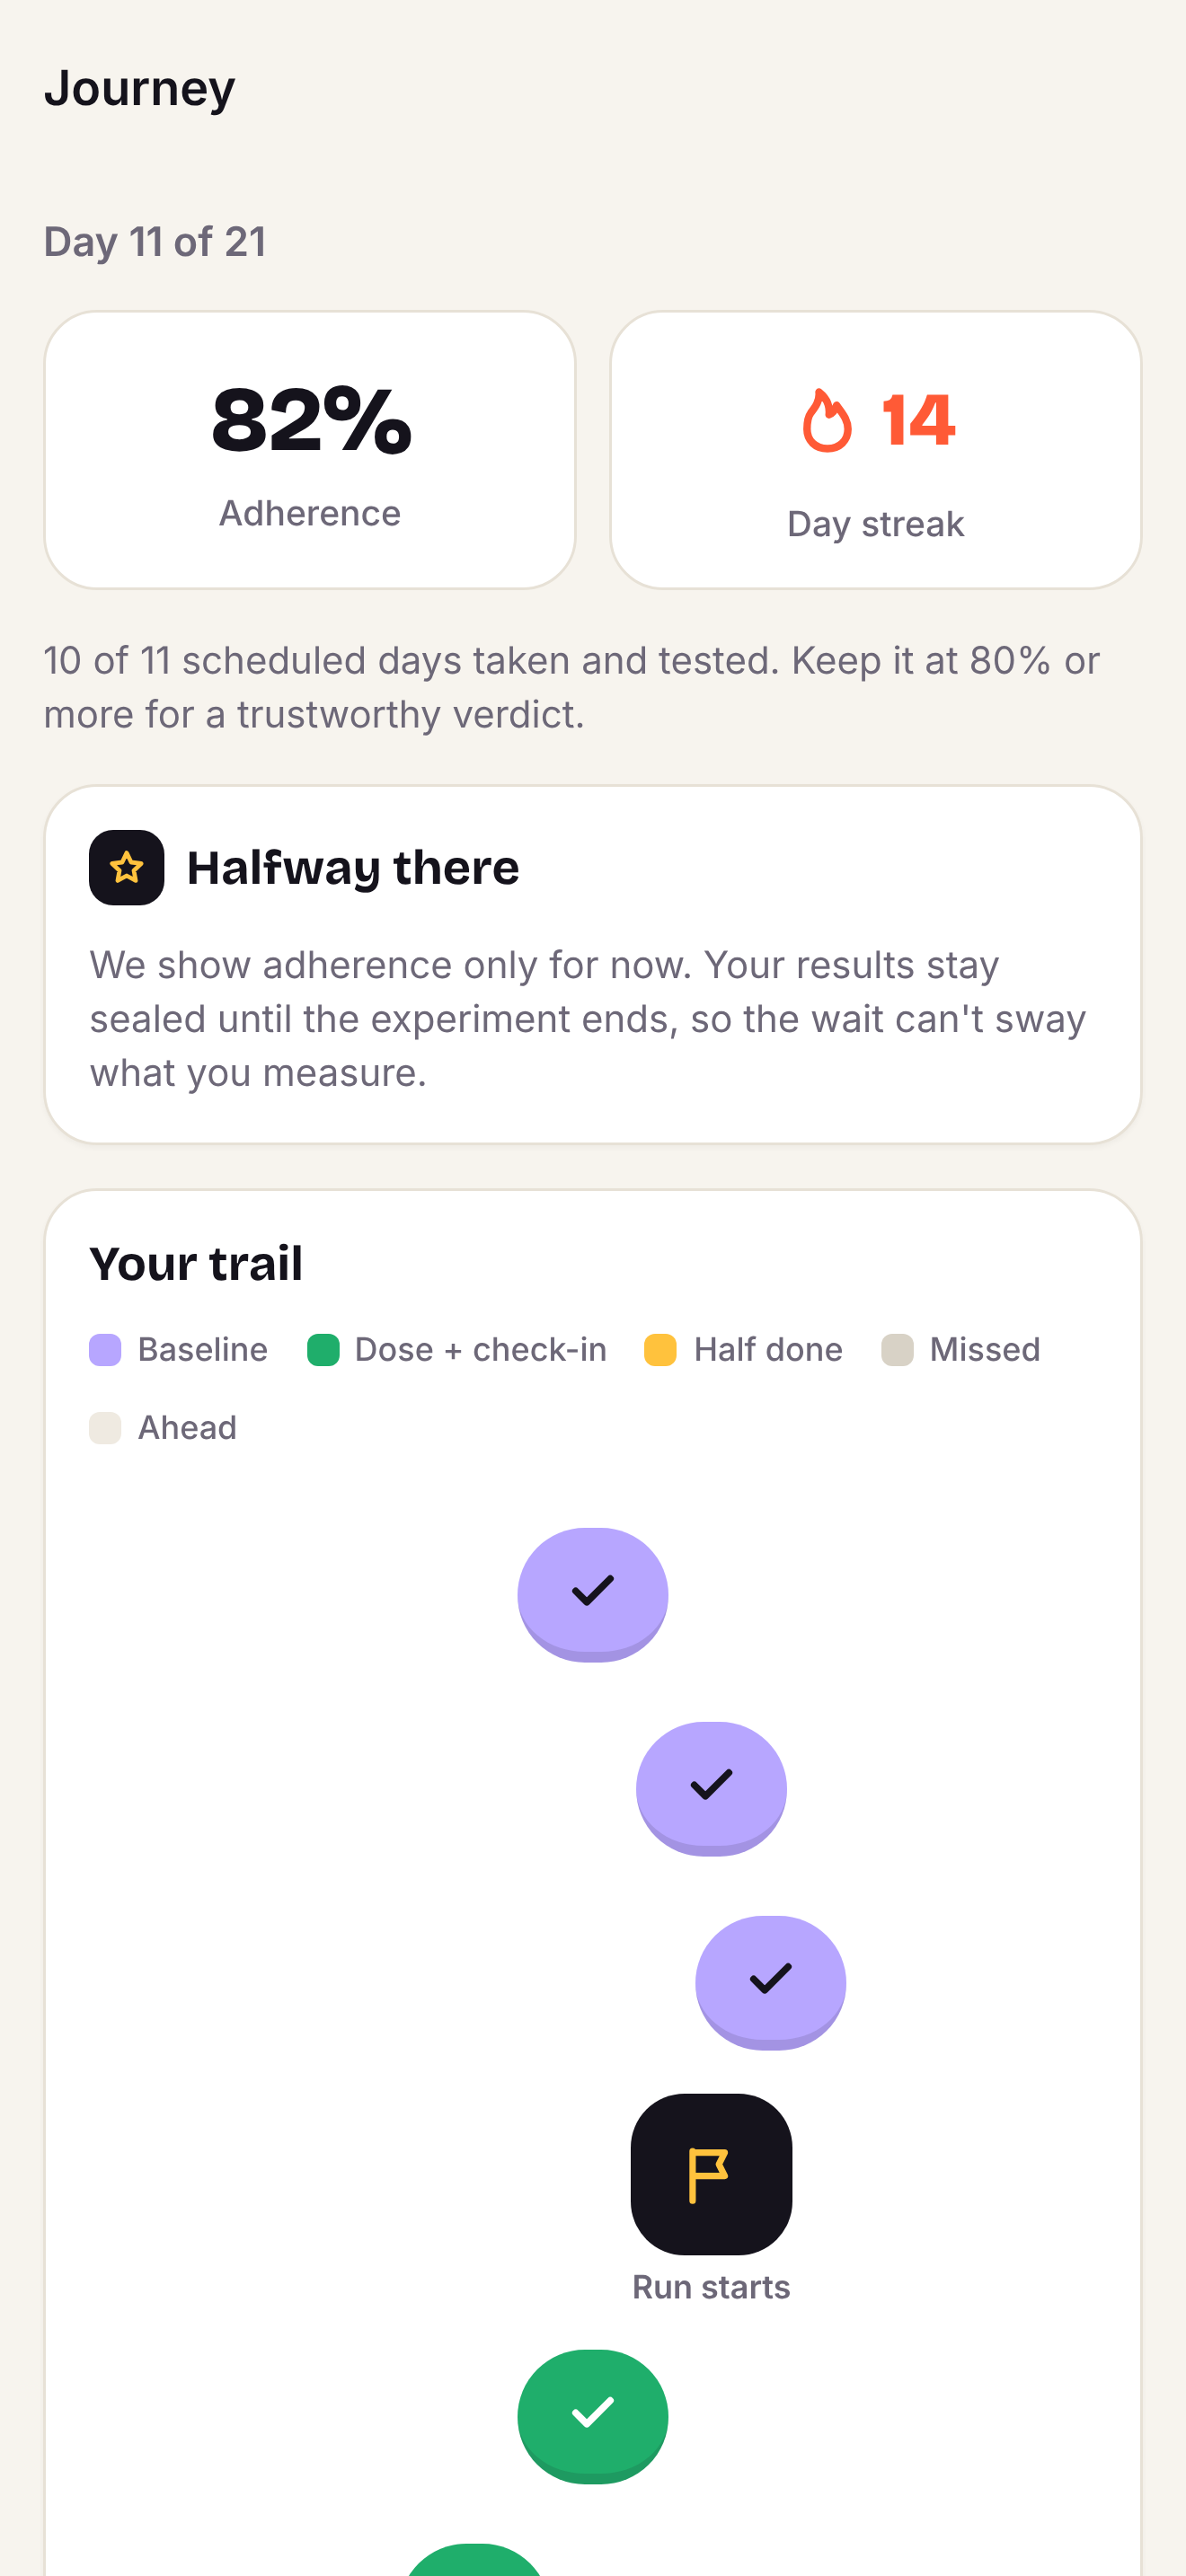 Journey
Day 11 of 21
82%
Adherence
14
Day streak
10 of 11 scheduled days taken and tested. Keep it at 80% or
more for a trustworthy verdict.
Halfway there
We show adherence only for now. Your results stay
sealed until the experiment ends, so the wait can't sway
what you measure.
Your trail
Baseline
Dose + check-in
Half done
Missed
Ahead
Run starts